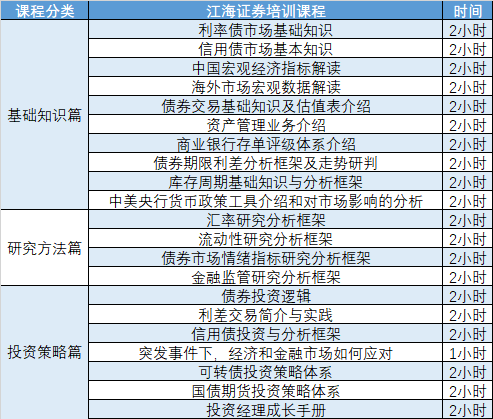 课程分类 江海证券培训课程 时间
利率债市场基础知识 2小时
信用债市场基本知识 2小时
中国宏观经济指标解读 2小时
海外市场宏观数据解读 2小时
基础知识篇 债券交易基础知识及估值表介绍 2小时
资产管理业务介绍 2小时
商业银行存单评级体系介绍 2小时
债券期限利差分析框架及走势研判 2小时
库存周期基础知识与分析框架 2小时
中美央行货币政策工具介绍和对市场影响的分析 2小时
汇率研究分析框架 2小时
研究方法篇 流动性研究分析框架 2小时
债券市场情绪指标研究分析框架 2小时
金融监管研究分析框架 2小时
债券投资逻辑 2小时
利差交易简介与实践 2小时
信用债投资与分析框架 2小时
投资策略篇 突发事件下，经济和金融市场如何应对 1小时
可转债投资策略体系 2小时
国债期货投资策略体系 2小时
投资经理成长手册 2小时